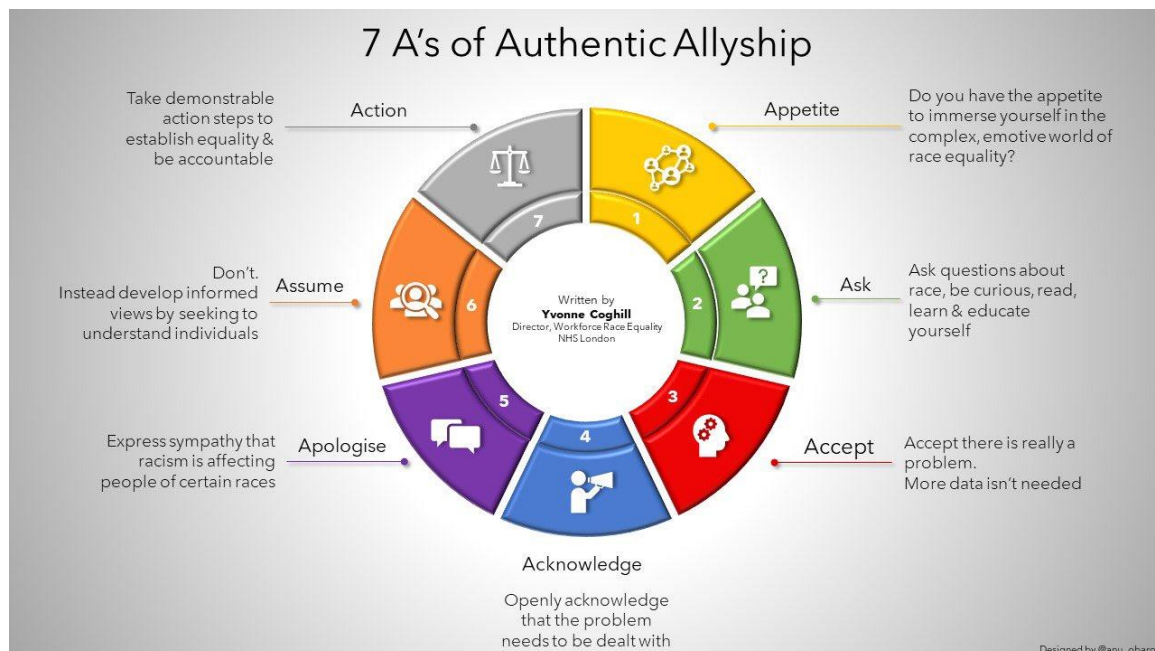 7 A's of Authentic Allyship
Appetite
Do you have the appetite
to immerse yourself in the
complex, emotive world of
race equality?
1
Ask
Ask questions about
race, be curious, read,
learn & educate
yourself
2
Accept
Accept there is really a
problem.
More data isn't needed
3
4
Acknowledge
Openly acknowledge
that the problem
needs to be dealt with
5
Apologise
Express sympathy that
racism is affecting
people of certain races
6
Assume
Don't.
Instead develop informed
views by seeking to
understand individuals
7
Action
Take demonstrable
action steps to
establish equality &
be accountable
?
Written by
Yvonne Coghill
Director, Workforce Race Equality
NHS London
Designed by